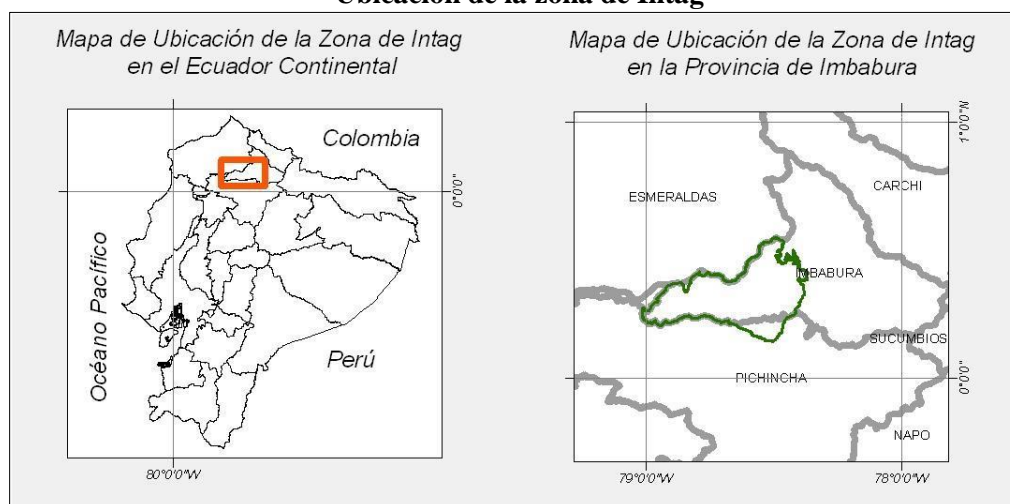 Ubicación de la zona de Intag
Mapa de Ubicación de la Zona de Intag
en el Ecuador Continental
Colombia
0°0'0"
Océano Pacífico
Perú
80°0'0"W
Mapa de Ubicación de la Zona de Intag
en la Provincia de Imbabura
1°0'0"N
ESMERALDAS
CARCHI
IMBABURA
SUCUMBIOS
PICHINCHA
0°0'0"
NAPO
79°0'0"W
78°0'0"W